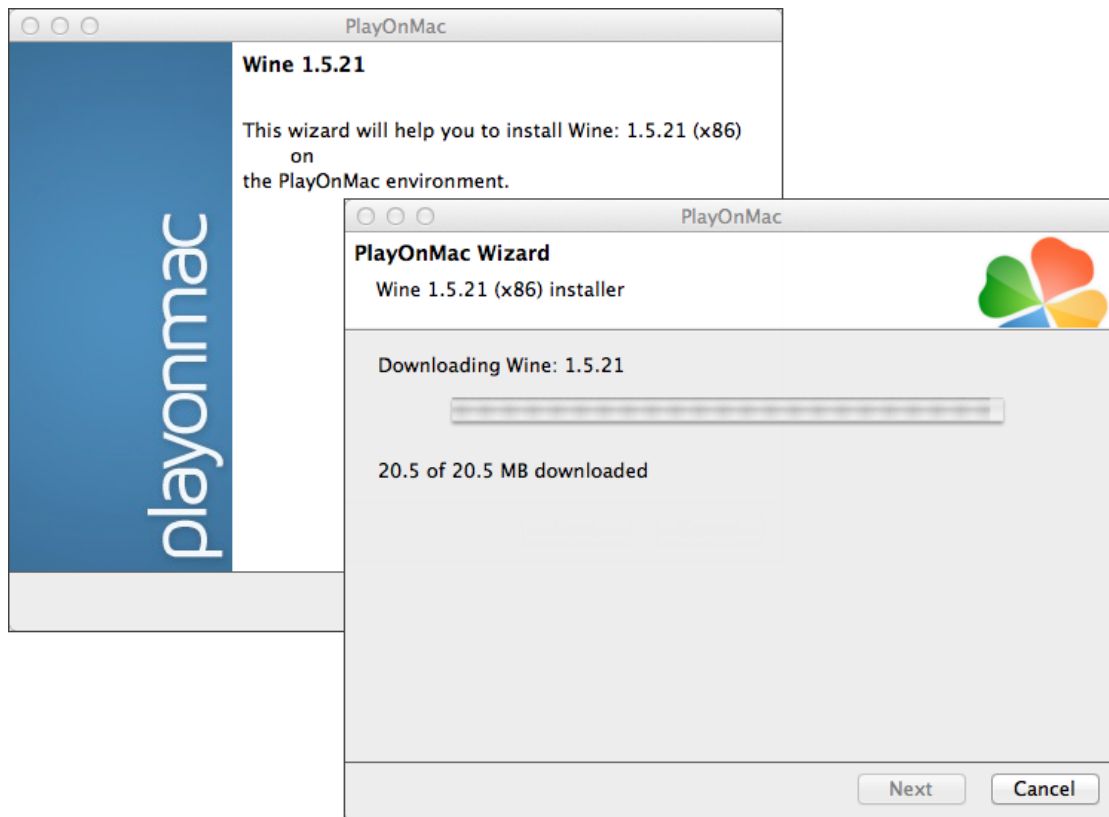 PlayOnMac
Wine 1.5.21
This wizard will help you to install Wine: 1.5.21 (x86)
on
the PlayOnMac environment.
playonmac
PlayOnMac
PlayOnMac Wizard
Wine 1.5.21 (x86) installer
Downloading Wine: 1.5.21
20.5 of 20.5 MB downloaded
Next Cancel